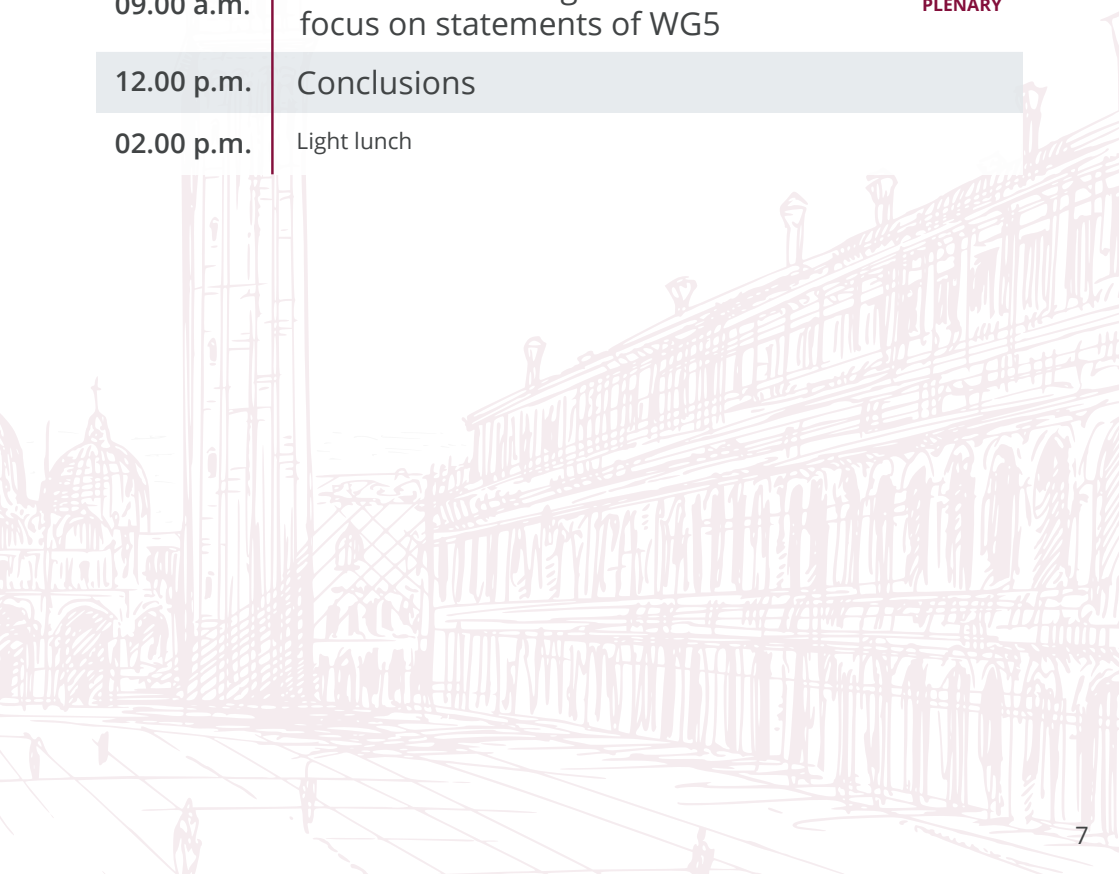 09.00 a.m.
PLENARY
focus on statements of WG5
12.00 p.m.
Conclusions
02.00 p.m.
Light lunch
7